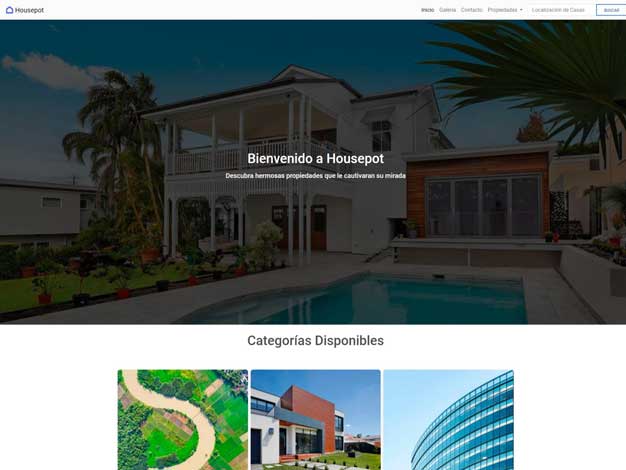 Housepot
Inicio Galeria Contacto Propiedades Localizacion de Casas BUSCAR
Bienvenido a Housepot
Descubra hermosas propiedades que le cautivaran su mirada
Categorías Disponibles